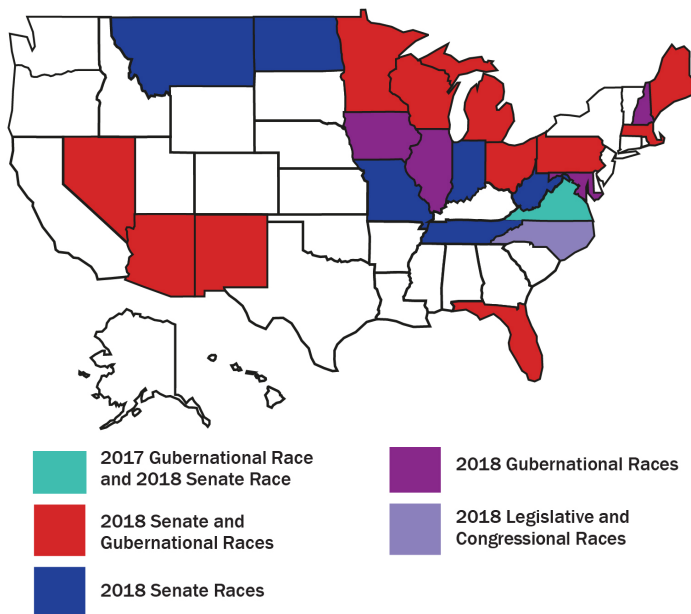 2017 Gubernational Race
and 2018 Senate Race
2018 Senate and
Gubernational Races
2018 Senate Races
2018 Gubernational Races
2018 Legislative and
Congressional Races